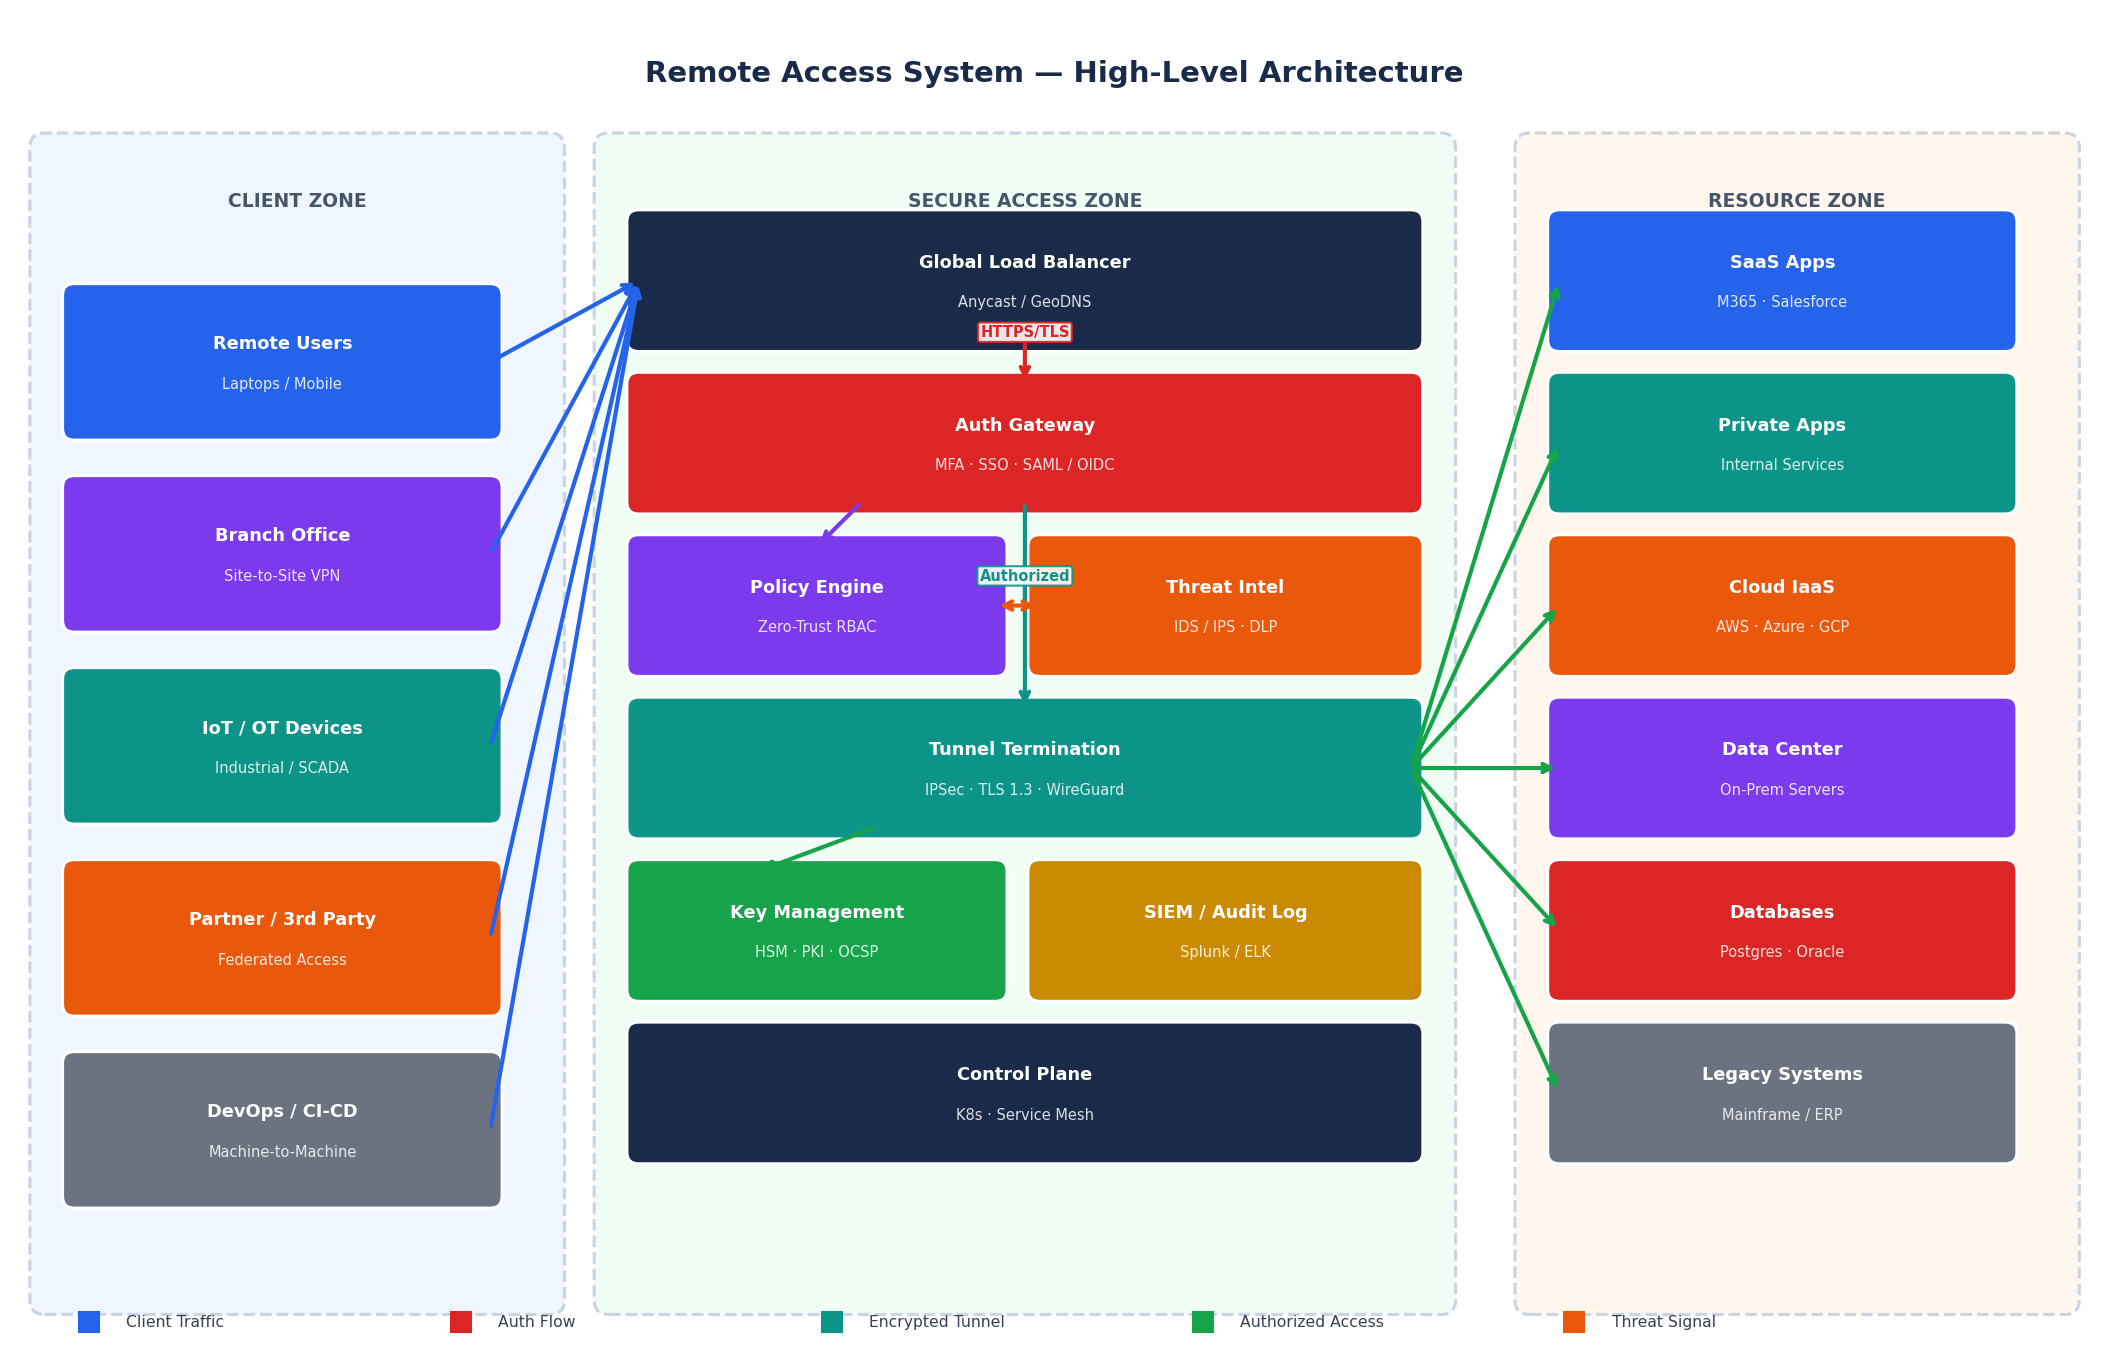 Remote Access System — High-Level Architecture
CLIENT ZONE
Remote Users
Laptops / Mobile
Branch Office
Site-to-Site VPN
IoT / OT Devices
Industrial / SCADA
Partner / 3rd Party
Federated Access
DevOps / CI-CD
Machine-to-Machine
SECURE ACCESS ZONE
Global Load Balancer
Anycast / GeoDNS
HTTPS/TLS
Auth Gateway
MFA · SSO · SAML / OIDC
Policy Engine
Zero-Trust RBAC
Authorized
Threat Intel
IDS / IPS · DLP
Tunnel Termination
IPSec · TLS 1.3 · WireGuard
Key Management
HSM · PKI · OCSP
SIEM / Audit Log
Splunk / ELK
Control Plane
K8s · Service Mesh
RESOURCE ZONE
SaaS Apps
M365 · Salesforce
Private Apps
Internal Services
Cloud IaaS
AWS · Azure · GCP
Data Center
On-Prem Servers
Databases
Postgres · Oracle
Legacy Systems
Mainframe / ERP
Client Traffic
Auth Flow
Encrypted Tunnel
Authorized Access
Threat Signal